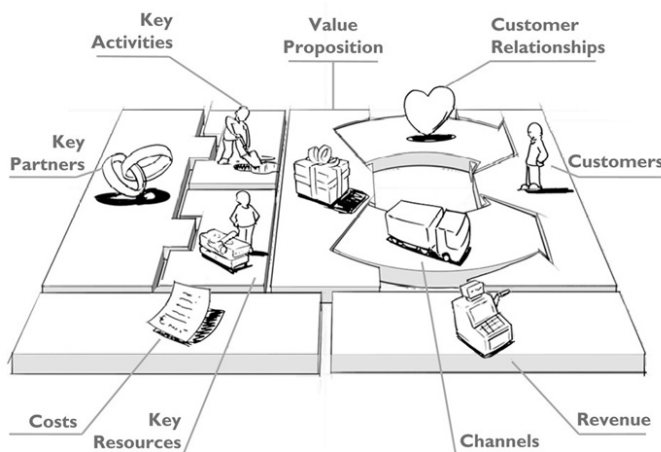 Key
Activities
Value
Proposition
Customer
Relationships
Key
Partners
Customers
Costs
Key
Resources
Channels
Revenue